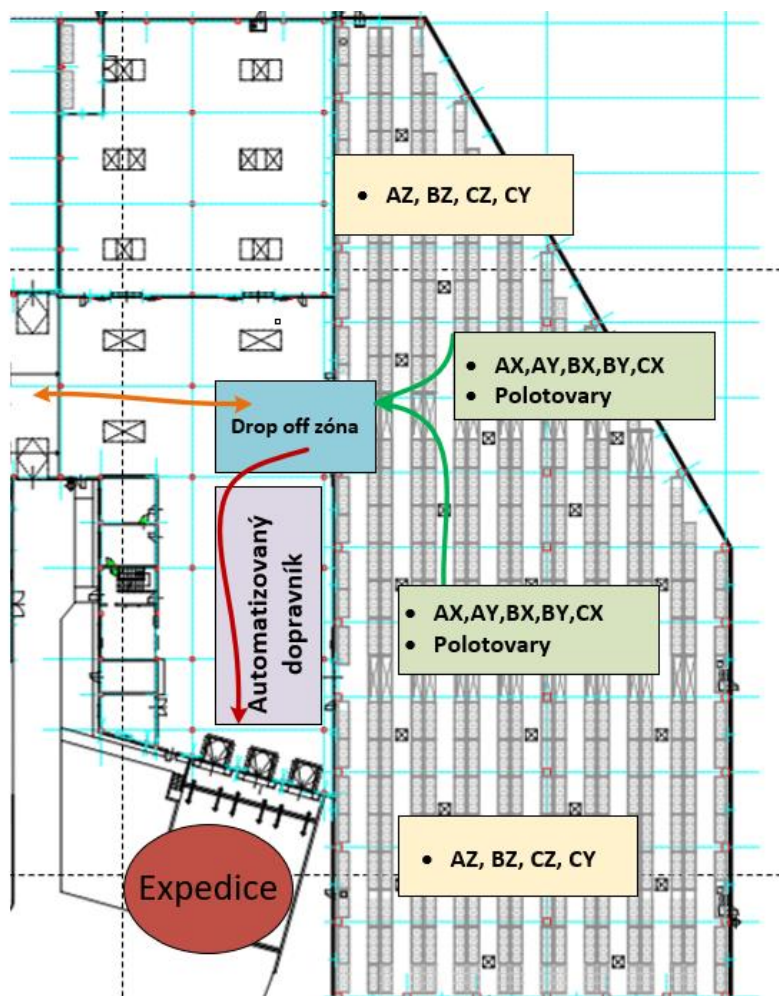 • AZ, BZ, CZ, CY
• AX,AY,BX,BY,CX
• Polotovary
Drop off zóna
Automatizovaný
dopravník
• AX,AY,BX,BY,CX
• Polotovary
• AZ, BZ, CZ, CY
Expedice